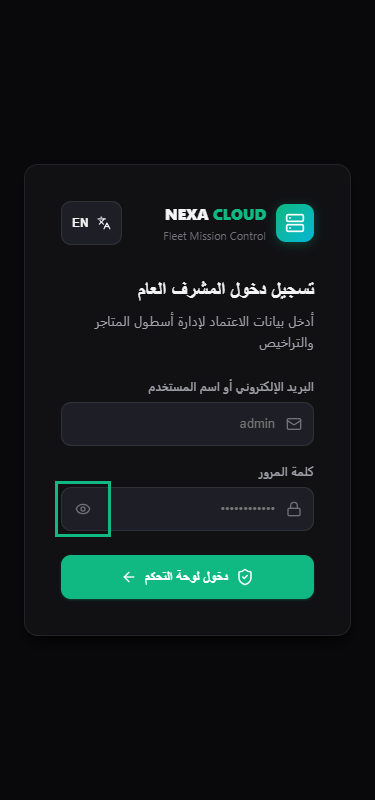 NEXA CLOUD
Fleet Mission Control
EN
تسجيل دخول المشرف العام
أدخل بيانات الاعتماد لإدارة أسطول المتاجر
والتراخيص
البريد الإلكتروني أو اسم المستخدم
admin
كلمة المرور
••••••••••••
دخول لوحة التحكم